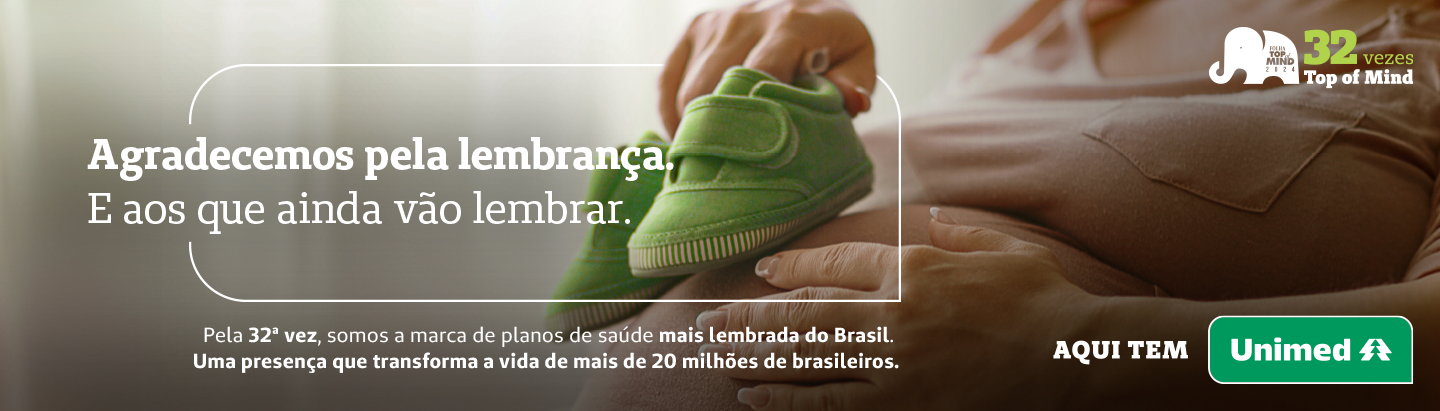 Agradecemos pela lembrança.
E aos que ainda vão lembrar.
Pela 32ª vez, somos a marca de planos de saúde mais lembrada do Brasil.
Uma presença que transforma a vida de mais de 20 milhões de brasileiros.
FOLHA
TOP of
MIND
2024
32 vezes
Top of Mind
AQUI TEM
Unimed